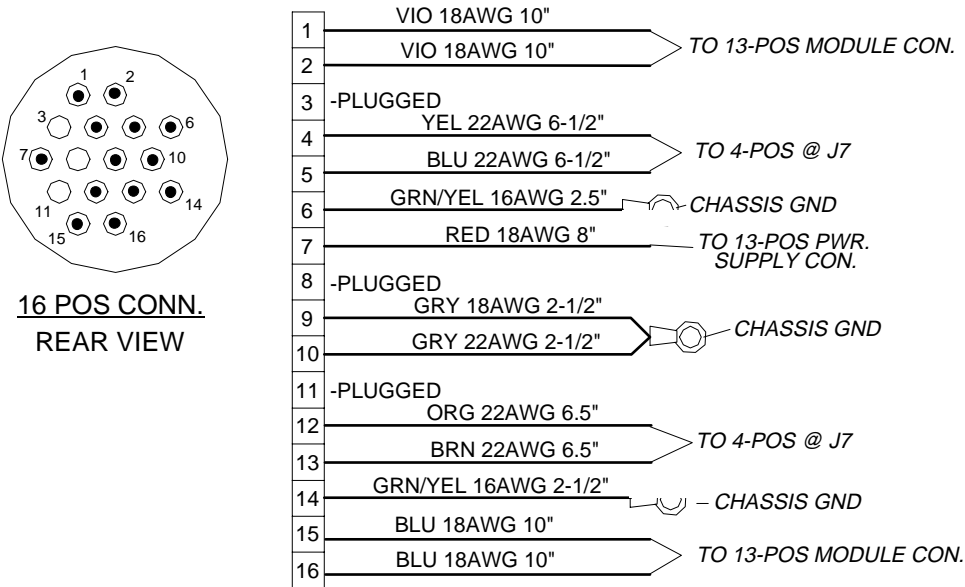 1 2
3 6
7 10
11 14
15 16
16 POS CONN.
REAR VIEW
VIO 18AWG 10"
1
TO 13-POS MODULE CON.
VIO 18AWG 10"
2
3 -PLUGGED
YEL 22AWG 6-1/2"
4
TO 4-POS @ J7
BLU 22AWG 6-1/2"
5
GRN/YEL 16AWG 2.5"
6 CHASSIS GND
RED 18AWG 8"
7 TO 13-POS PWR.
SUPPLY CON.
8 -PLUGGED
GRY 18AWG 2-1/2"
9
CHASSIS GND
GRY 22AWG 2-1/2"
10
11 -PLUGGED
ORG 22AWG 6.5"
12
TO 4-POS @ J7
BRN 22AWG 6.5"
13
GRN/YEL 16AWG 2-1/2"
14 CHASSIS GND
BLU 18AWG 10"
15
TO 13-POS MODULE CON.
BLU 18AWG 10"
16